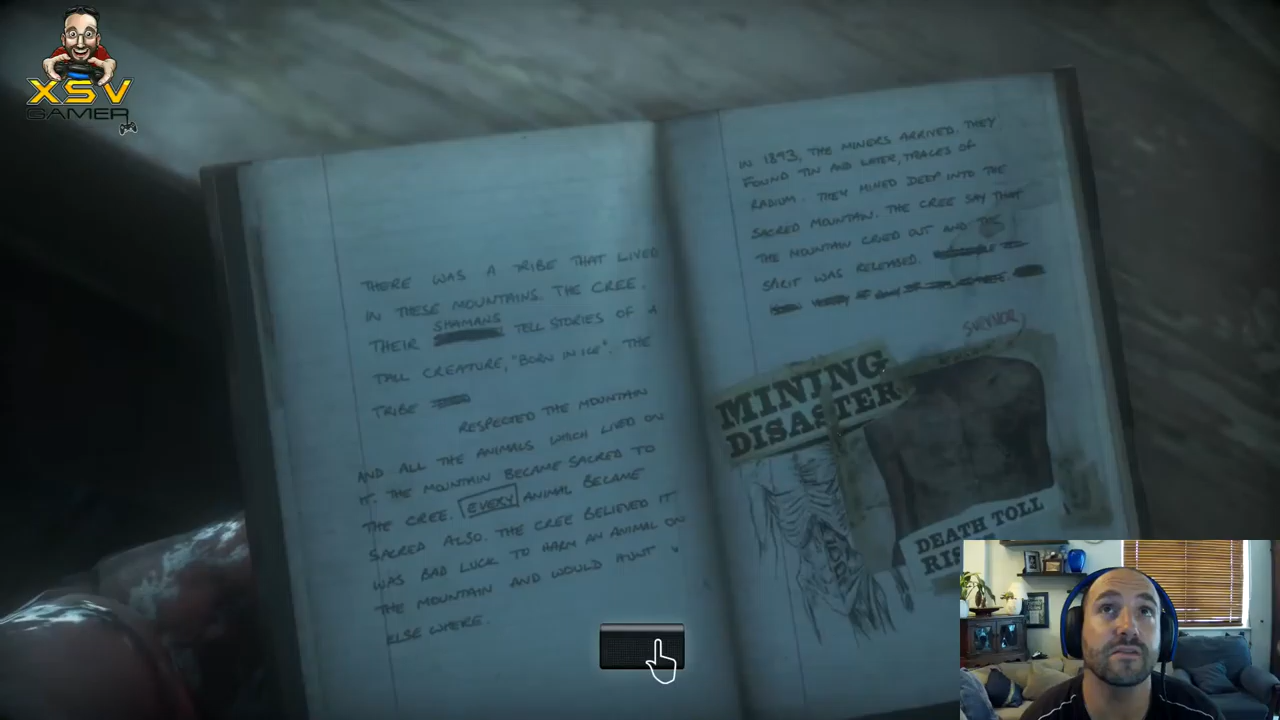 XSV
GAMER
THERE WAS A TRIBE THAT LIVED
IN THESE MOUNTAINS. THE CREE.
SHAMANS
THEIR TELL STORIES OF A
TALL CREATURE, "BORN IN ICE". THE
TRIBE
RESPECTED THE MOUNTAIN
AND ALL THE ANIMALS WHICH LIVED ON
IT. THE MOUNTAIN BECAME SACRED TO
THE CREE. EVERY ANIMAL BECAME
SACRED ALSO. THE CREE BELIEVED IT
WAS BAD LUCK TO HARM AN ANIMAL ON
THE MOUNTAIN AND WOULD HUNT
ELSE WHERE.
IN 1893, THE MINERS ARRIVED. THEY
FOUND TIN AND LATER, TRACES OF
RADIUM. THEY MINED DEEP INTO THE
SACRED MOUNTAIN. THE CREE SAY THAT
THE MOUNTAIN CRIED OUT AND THE
SPIRIT WAS RELEASED.
SURVIVOR
MINING
DISASTER
DEATH TOLL